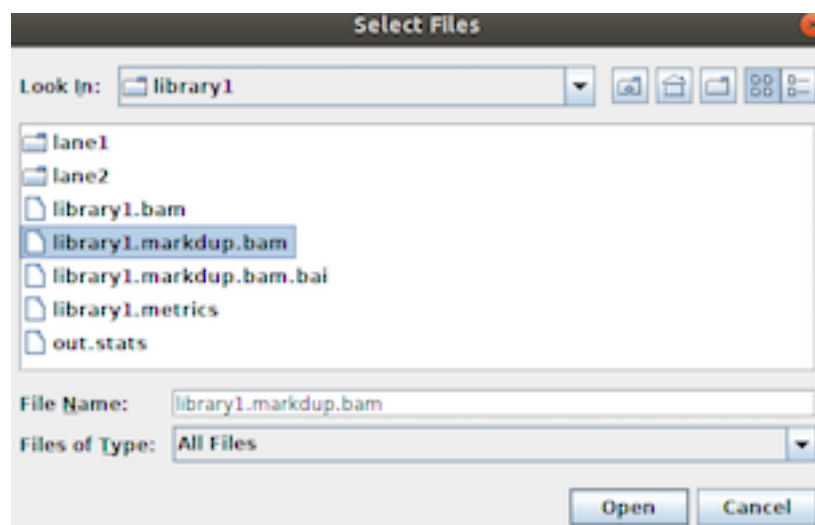 Select Files
Look In: library1
lane1
lane2
library1.bam
library1.markdup.bam
library1.markdup.bam.bai
library1.metrics
out.stats
File Name: library1.markdup.bam
Files of Type: All Files
Open Cancel